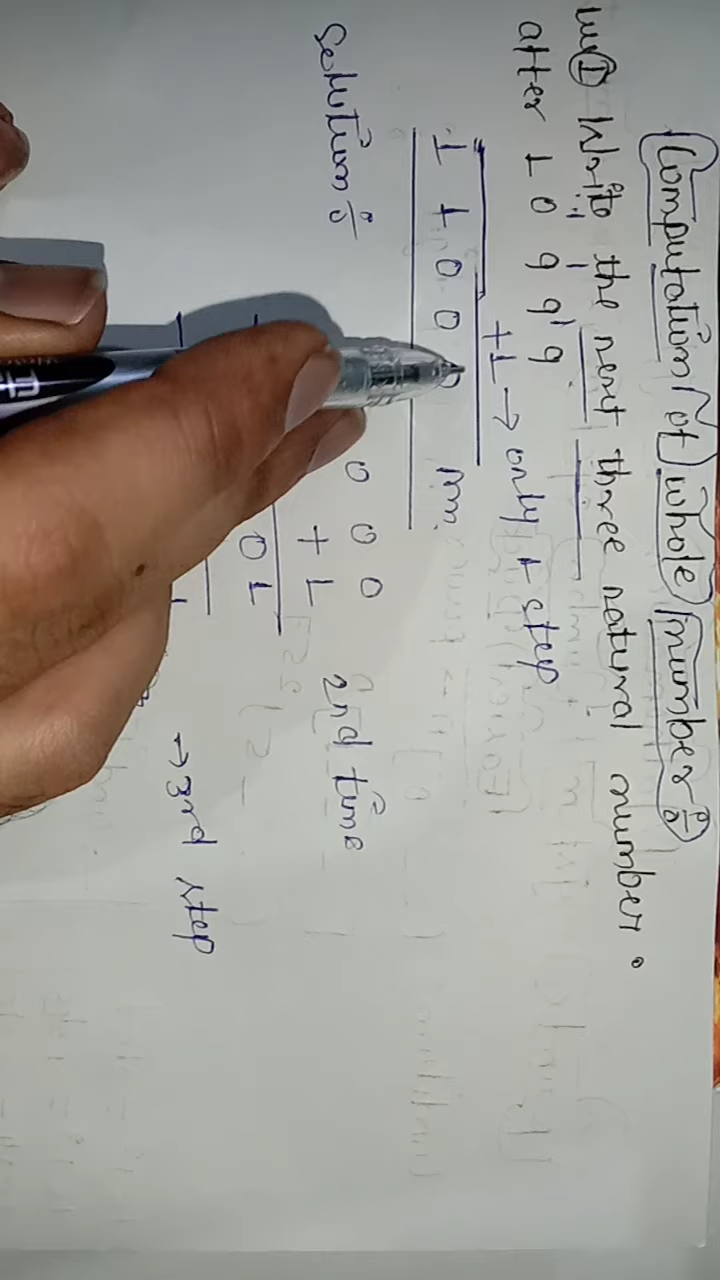 Computation of whole number :-
Write the next three natural number.
after 1 0 9 9 9
+1 → only 1 step
1 1 0 0 0
Solution :-
0 0 0
+ 1 2nd time
0 1
→ 3rd step